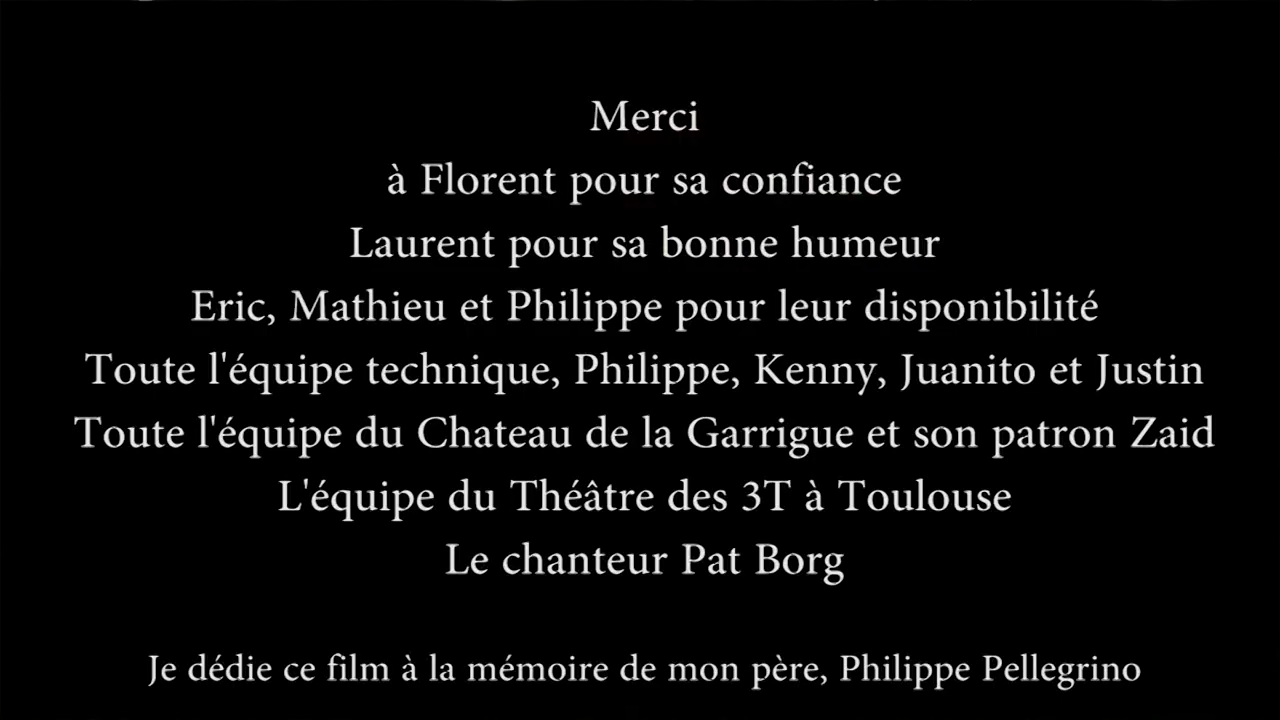 Merci
à Florent pour sa confiance
Laurent pour sa bonne humeur
Eric, Mathieu et Philippe pour leur disponibilité
Toute l'équipe technique, Philippe, Kenny, Juanito et Justin
Toute l'équipe du Chateau de la Garrigue et son patron Zaid
L'équipe du Théâtre des 3T à Toulouse
Le chanteur Pat Borg
Je dédie ce film à la mémoire de mon père, Philippe Pellegrino